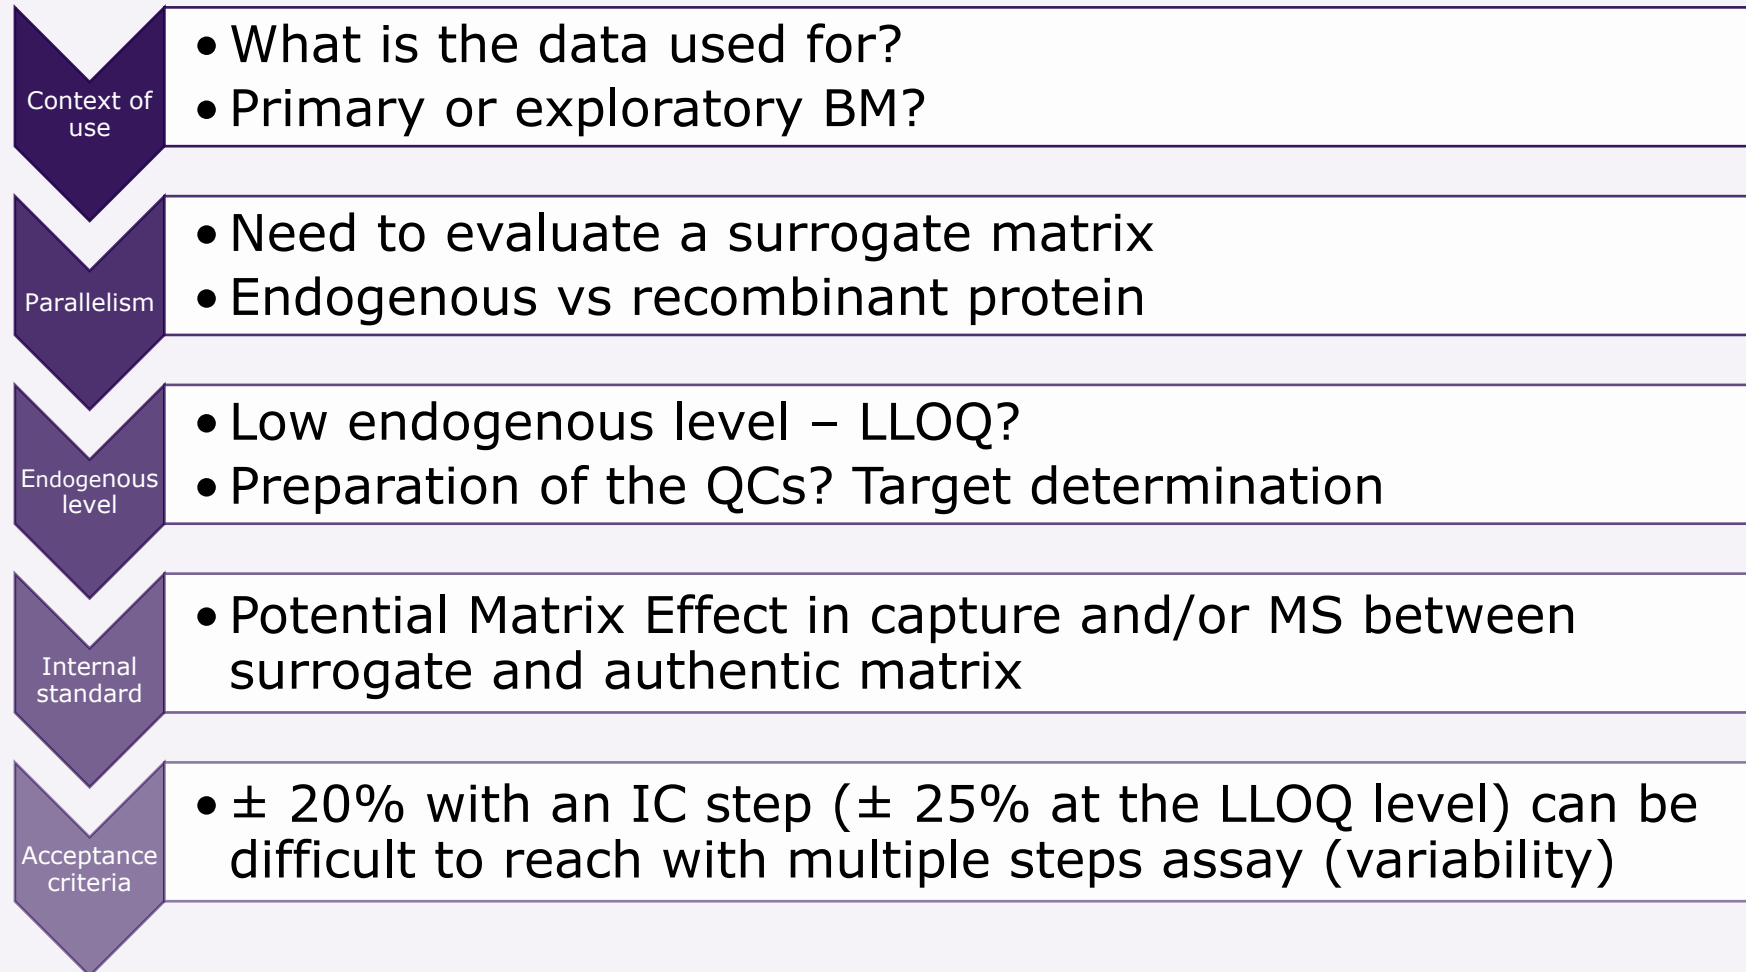 Context of
use
• What is the data used for?
• Primary or exploratory BM?
Parallelism
• Need to evaluate a surrogate matrix
• Endogenous vs recombinant protein
Endogenous
level
• Low endogenous level – LLOQ?
• Preparation of the QCs? Target determination
Internal
standard
• Potential Matrix Effect in capture and/or MS between
surrogate and authentic matrix
Acceptance
criteria
• ± 20% with an IC step (± 25% at the LLOQ level) can be
difficult to reach with multiple steps assay (variability)